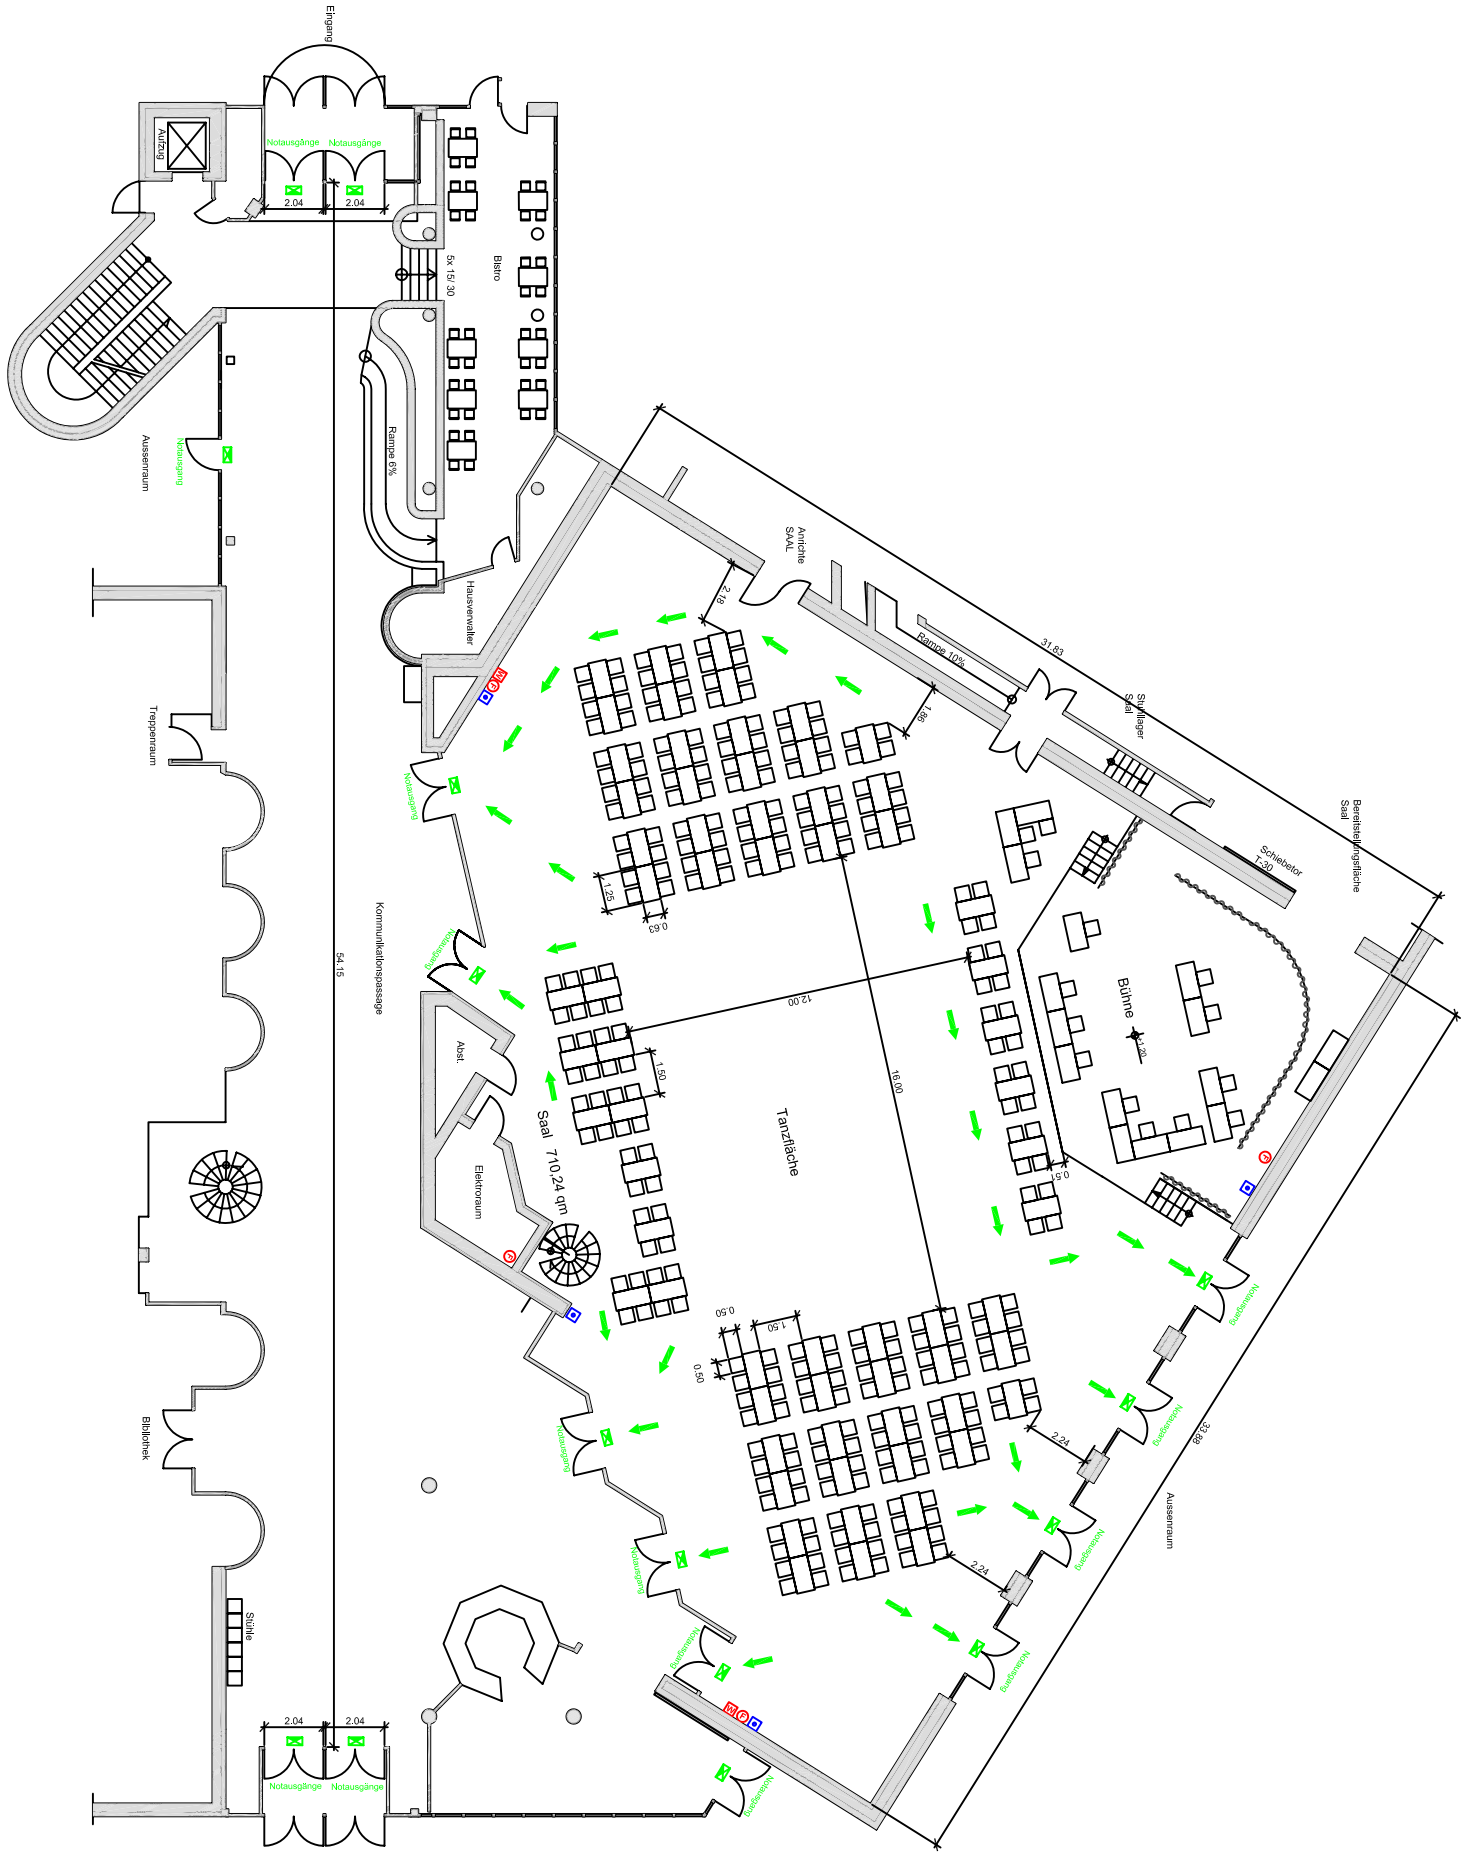 Eingang
Aufzug
Notausgänge
Notausgänge
2.04
2.04
5x 15/ 30
Bistro
Rampe 6%
Aussenraum
Notausgang
Hausverwalter
Treppenraum
Anrichte
SAAL
2.18
Rampe 10%
31.83
1.86
Stuhllager
Saal
Bereitstellungsfläche
Saal
Schiebetor
T-30
W
F
Notausgang
Notausgang
Kommunikationspassage
54.15
1.25
0.63
12.00
16.00
Bühne
+1.20
Abst.
1.50
Saal 710,24 qm
Tanzfläche
Elektroraum
F
F
0.51
0.50
1.50
0.50
Notausgang
Notausgang
33.88
2.24
Aussenraum
Bibliothek
Notausgang
Notausgang
2.24
Notausgang
Notausgang
Notausgang
Stühle
W
F
2.04
2.04
Notausgänge
Notausgänge
Notausgang